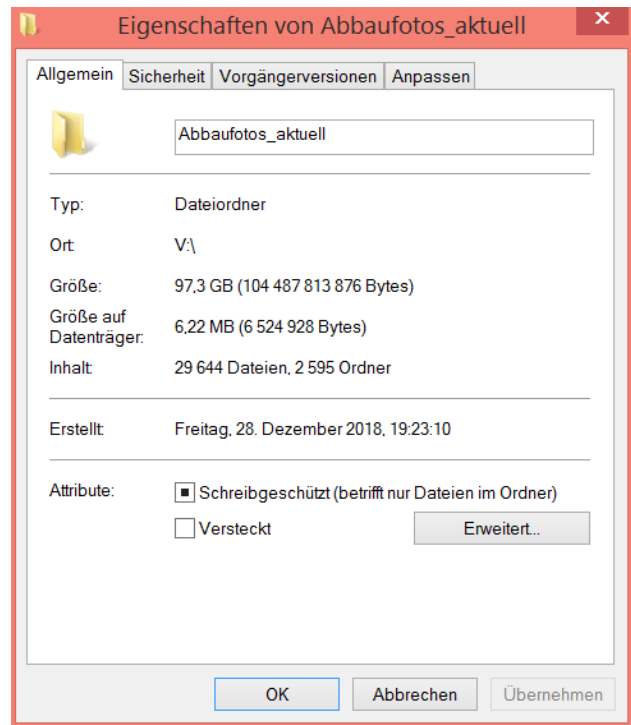 Eigenschaften von Abbaufotos_aktuell
Allgemein Sicherheit Vorgängerversionen Anpassen
Abbaufotos_aktuell
Typ: Dateiordner
Ort: V:\
Größe: 97,3 GB (104 487 813 876 Bytes)
Größe auf
Datenträger: 6,22 MB (6 524 928 Bytes)
Inhalt: 29 644 Dateien, 2 595 Ordner
Erstellt: Freitag, 28. Dezember 2018, 19:23:10
Attribute: Schreibgeschützt (betrifft nur Dateien im Ordner)
Versteckt Erweitert...
OK Abbrechen Übernehmen